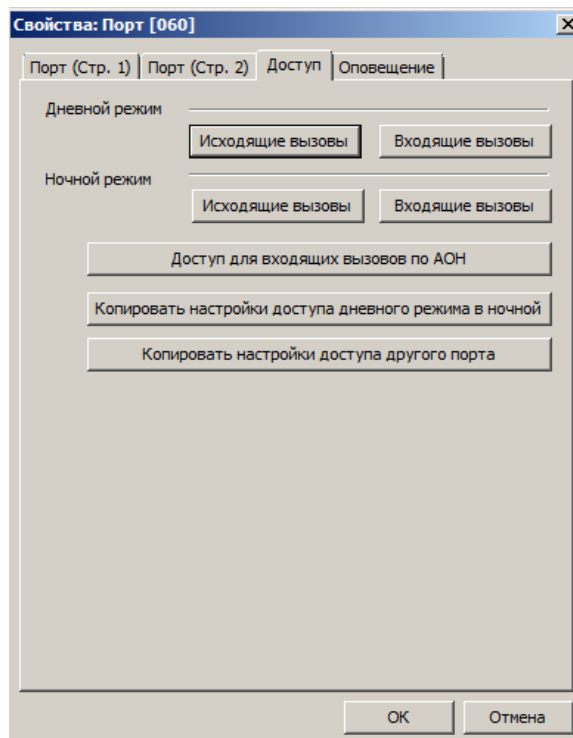 Свойства: Порт [060]
Порт (Стр. 1) Порт (Стр. 2) Доступ Оповещение
Дневной режим
Исходящие вызовы Входящие вызовы
Ночной режим
Исходящие вызовы Входящие вызовы
Доступ для входящих вызовов по АОН
Копировать настройки доступа дневного режима в ночной
Копировать настройки доступа другого порта
ОК Отмена